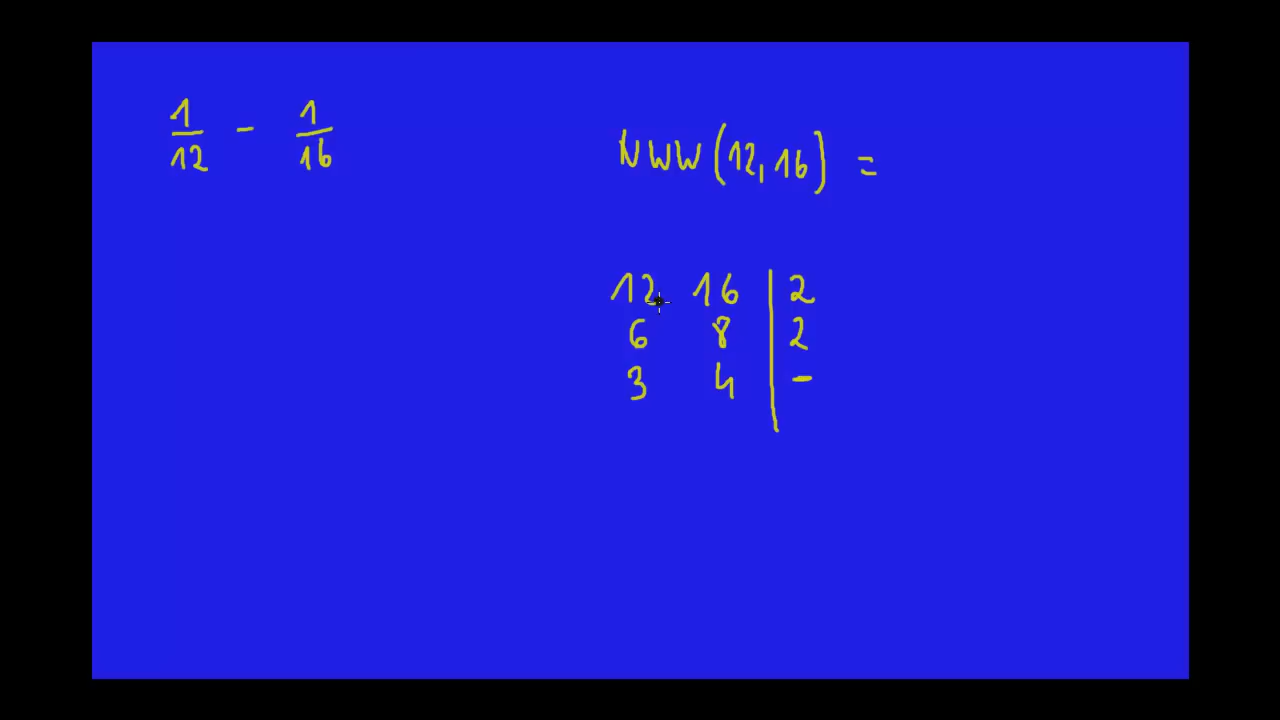 1/12 - 1/16
NWW(12, 16) =
12 16 | 2
6 8 | 2
3 4 | -